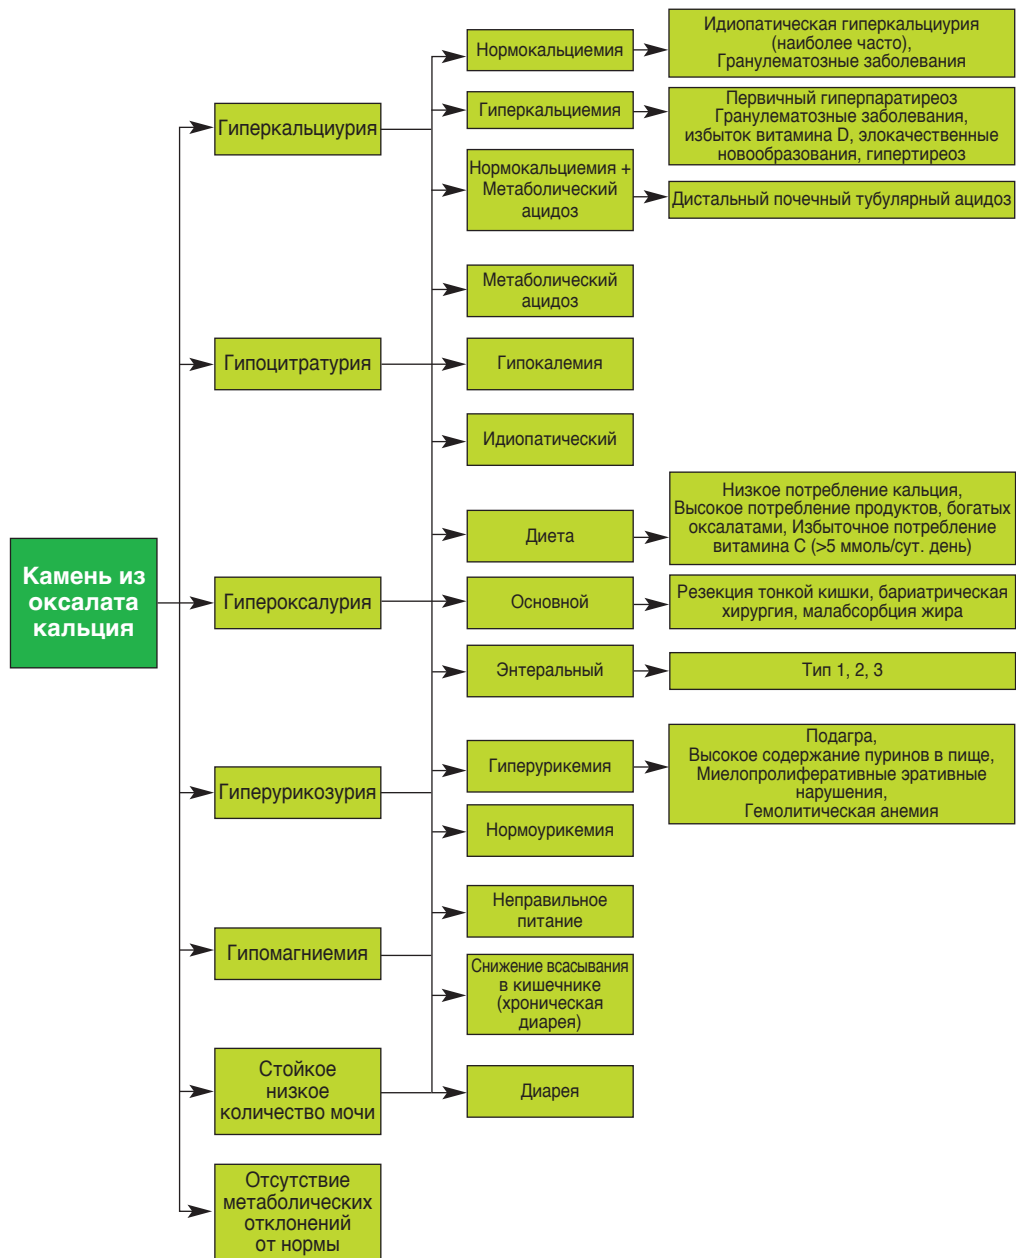 Нормокальциемия
Идиопатическая гиперкальциурия
(наиболее часто),
Гранулематозные заболевания
Гиперкальциурия
Гиперкальциемия
Первичный гиперпаратиреоз
Гранулематозные заболевания,
избыток витамина D, элокачественные
новообразования, гипертиреоз
Нормокальциемия +
Метаболический
ацидоз
Дистальный почечный тубулярный ацидоз
Метаболический
ацидоз
Гипоцитратурия
Гипокалемия
Идиопатический
Диета
Низкое потребление кальция,
Высокое потребление продуктов, богатых
оксалатами, Избыточное потребление
витамина С (>5 ммоль/сут. день)
Камень из
оксалата
кальция
Гипероксалурия
Основной
Резекция тонкой кишки, бариатрическая
хирургия, малабсорбция жира
Энтеральный
Тип 1, 2, 3
Гиперурикозурия
Гиперурикемия
Подагра,
Высокое содержание пуринов в пище,
Миелопролиферативные эративные
нарушения,
Гемолитическая анемия
Нормоурикемия
Неправильное
питание
Гипомагниемия
Снижение всасывания
в кишечнике
(хроническая
диарея)
Стойкое
низкое
количество мочи
Диарея
Отсутствие
метаболических
отклонений
от нормы